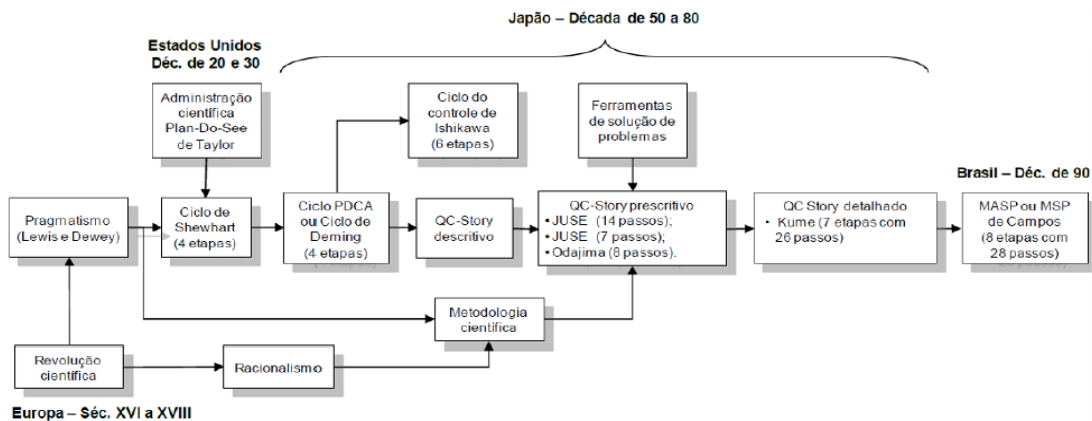 Japão – Década de 50 a 80
Estados Unidos
Déc. de 20 e 30
Administração
científica
Plan-Do-See
de Taylor
Ciclo do
controle de
Ishikawa
(6 etapas)
Ferramentas
de solução de
problemas
Brasil – Déc. de 90
Pragmatismo
(Lewis e Dewey)
Ciclo de
Shewhart
(4 etapas)
Ciclo PDCA
ou Ciclo de
Deming
(4 etapas)
QC-Story
descritivo
QC-Story prescritivo
• JUSE (14 passos);
• JUSE (7 passos);
• Odajima (8 passos).
QC Story detalhado
• Kume (7 etapas com
26 passos)
MASP ou MSP
de Campos
(8 etapas com
28 passos)
Metodologia
científica
Revolução
científica
Racionalismo
Europa – Séc. XVI a XVIII